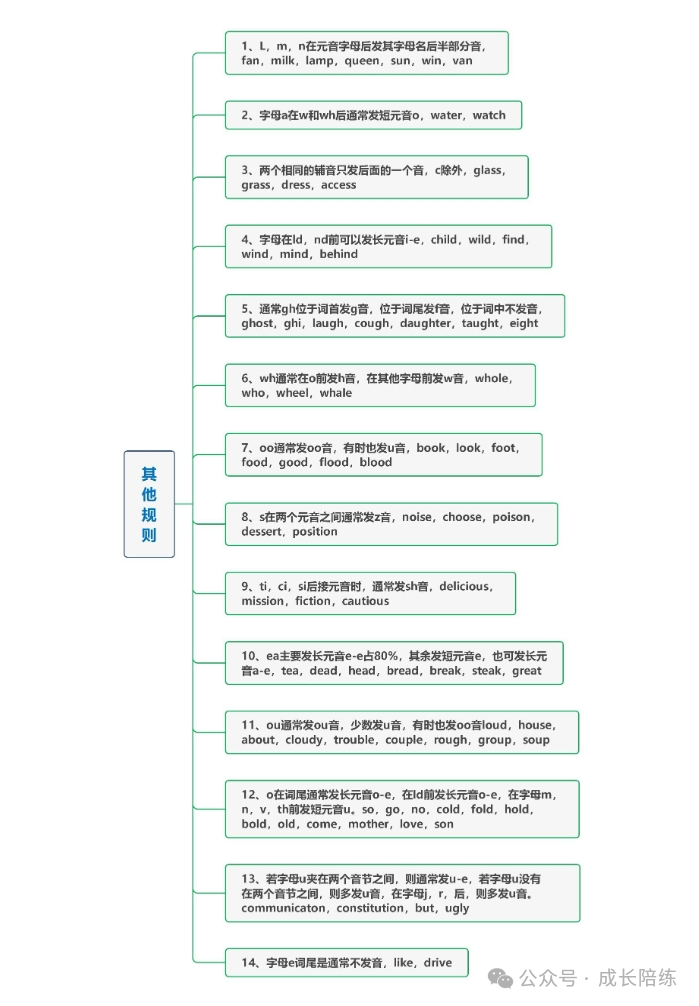 1、L，m，n在元音字母后发其字母名后半部分音，
fan，milk，lamp，queen，sun，win，van
2、字母a在w和wh后通常发短元音o，water，watch
3、两个相同的辅音只发后面的一个音，c除外，glass，
grass，dress，access
4、字母在ld，nd前可以发长元音i-e，child，wild，find，
wind，mind，behind
5、通常gh位于词首发g音，位于词尾发f音，位于词中不发音，
ghost，ghi，laugh，cough，daughter，taught，eight
6、wh通常在o前发h音，在其他字母前发w音，whole，
who，wheel，whale
7、oo通常发oo音，有时也发u音，book，look，foot，
food，good，flood，blood
其他规则
8、s在两个元音之间通常发z音，noise，choose，poison，
dessert，position
9、ti，ci，si后接元音时，通常发sh音，delicious，
mission，fiction，cautious
10、ea主要发长元音e-e占80%，其余发短元音e，也可发长元
音a-e，tea，dead，head，bread，break，steak，great
11、ou通常发ou音，少数发u音，有时也发oo音loud，house，
about，cloudy，trouble，couple，rough，group，soup
12、o在词尾通常发长元音o-e，在ld前发长元音o-e，在字母m，
n，v，th前发短元音u。so，go，no，cold，fold，hold，
bold，old，come，mother，love，son
13、若字母u夹在两个音节之间，则通常发u-e，若字母u没有
在两个音节之间，则多发u音，在字母j，r，后，则多发u音。
communicaton，constitution，but，ugly
14、字母e词尾是通常不发音，like，drive
公众号 · 成长陪练